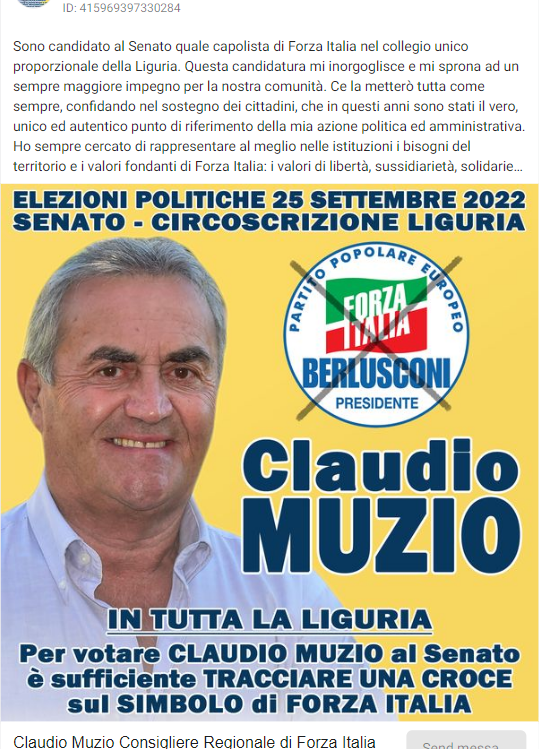 ID: 415969397330284
Sono candidato al Senato quale capolista di Forza Italia nel collegio unico
proporzionale della Liguria. Questa candidatura mi inorgoglisce e mi sprona ad un
sempre maggiore impegno per la nostra comunità. Ce la metterò tutta come
sempre, confidando nel sostegno dei cittadini, che in questi anni sono stati il vero,
unico ed autentico punto di riferimento della mia azione politica ed amministrativa.
Ho sempre cercato di rappresentare al meglio nelle istituzioni i bisogni del
territorio e i valori fondanti di Forza Italia: i valori di libertà, sussidiarietà, solidarie...
ELEZIONI POLITICHE 25 SETTEMBRE 2022
SENATO - CIRCOSCRIZIONE LIGURIA
PARTITO POPOLARE EUROPEO
FORZA
ITALIA
BERLUSCONI
PRESIDENTE
Claudio
MUZIO
IN TUTTA LA LIGURIA
Per votare CLAUDIO MUZIO al Senato
è sufficiente TRACCIARE UNA CROCE
sul SIMBOLO di FORZA ITALIA
Claudio Muzio Consigliere Regionale di Forza Italia
Send messa...